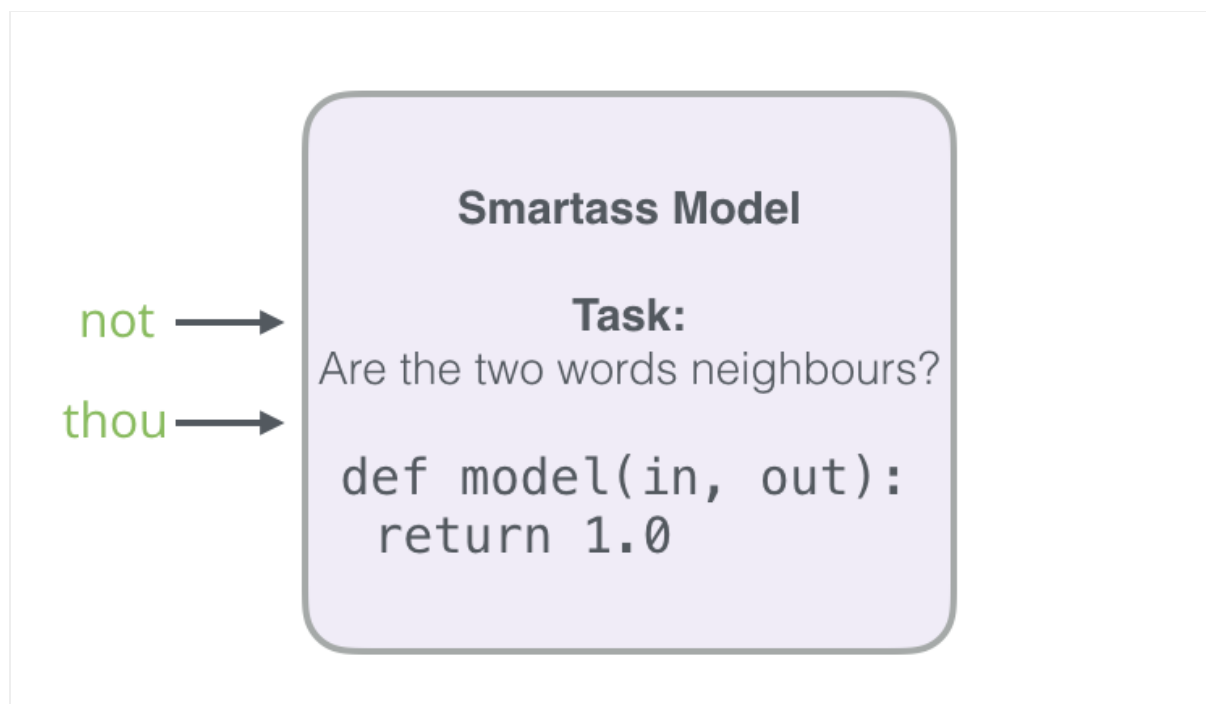 Smartass Model
not
Task:
Are the two words neighbours?
thou
def model(in, out):
return 1.0